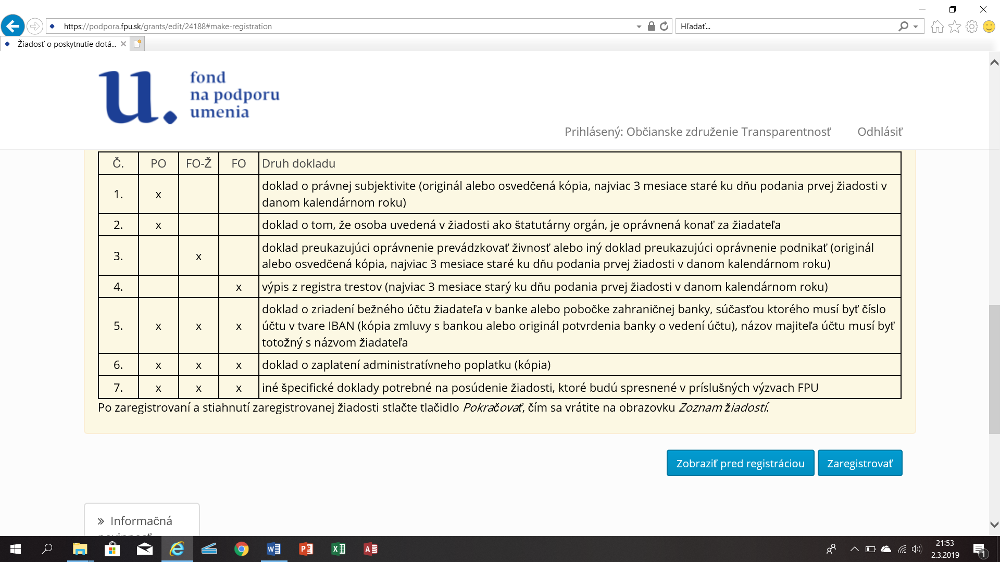 https://podpora.fpu.sk/grants/edit/24188#make-registration
Hľadať...
Žiadosť o poskytnutie dotá...
u.
fond
na podporu
umenia
Prihlásený: Občianske združenie Transparentnosť Odhlásiť
Č. PO FO-Ž FO Druh dokladu
1. x doklad o právnej subjektivite (originál alebo osvedčená kópia, najviac 3 mesiace staré ku dňu podania prvej žiadosti v
danom kalendárnom roku)
2. x doklad o tom, že osoba uvedená v žiadosti ako štatutárny orgán, je oprávnená konať za žiadateľa
3. x doklad preukazujúci oprávnenie prevádzkovať živnosť alebo iný doklad preukazujúci oprávnenie podnikať (originál
alebo osvedčená kópia, najviac 3 mesiace staré ku dňu podania prvej žiadosti v danom kalendárnom roku)
4. x výpis z registra trestov (najviac 3 mesiace starý ku dňu podania prvej žiadosti v danom kalendárnom roku)
5. x x x doklad o zriadení bežného účtu žiadateľa v banke alebo pobočke zahraničnej banky, súčasťou ktorého musí byť číslo
účtu v tvare IBAN (kópia zmluvy s bankou alebo originál potvrdenia banky o vedení účtu), názov majiteľa účtu musí byť
totožný s názvom žiadateľa
6. x x x doklad o zaplatení administratívneho poplatku (kópia)
7. x x x iné špecifické doklady potrebné na posúdenie žiadosti, ktoré budú spresnené v príslušných výzvach FPU
Po zaregistrovaní a stiahnutí zaregistrovanej žiadosti stlačte tlačidlo Pokračovať, čím sa vrátite na obrazovku Zoznam žiadostí.
Zobraziť pred registráciou Zaregistrovať
» Informačná
21:53
2.3.2019
1